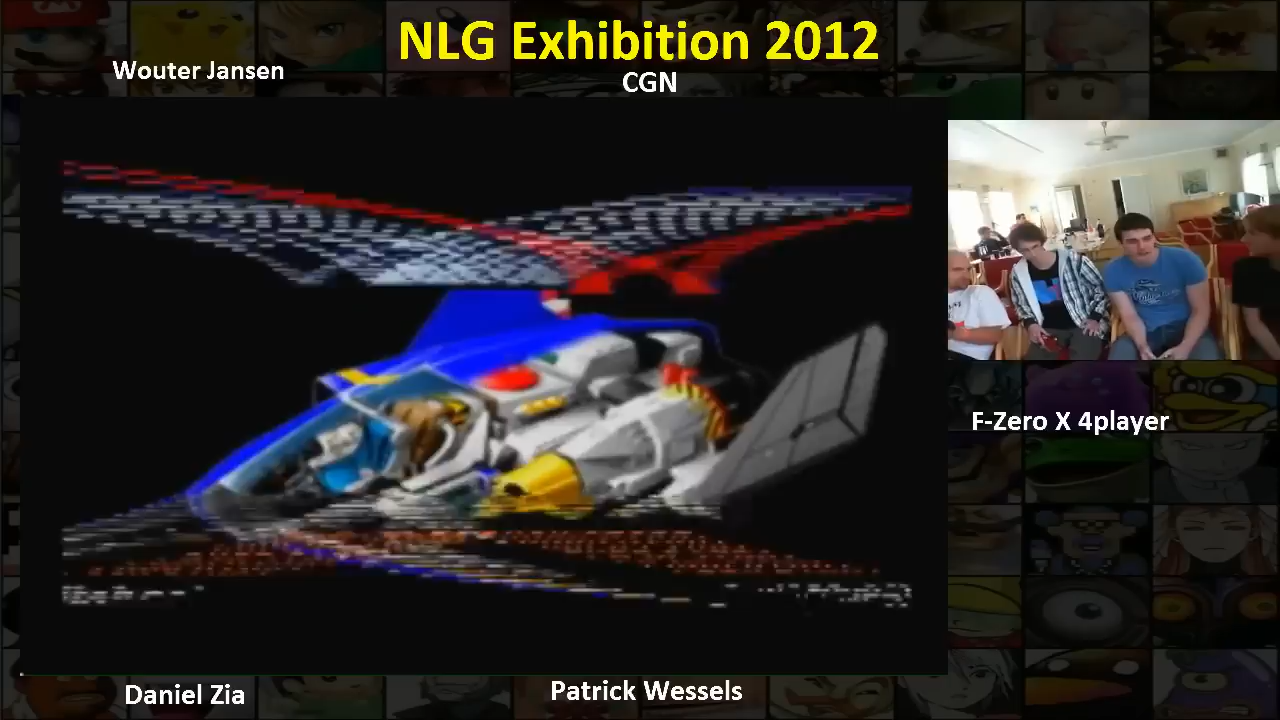 NLG Exhibition 2012
Wouter Jansen
CGN
F-Zero X 4player
Daniel Zia
Patrick Wessels